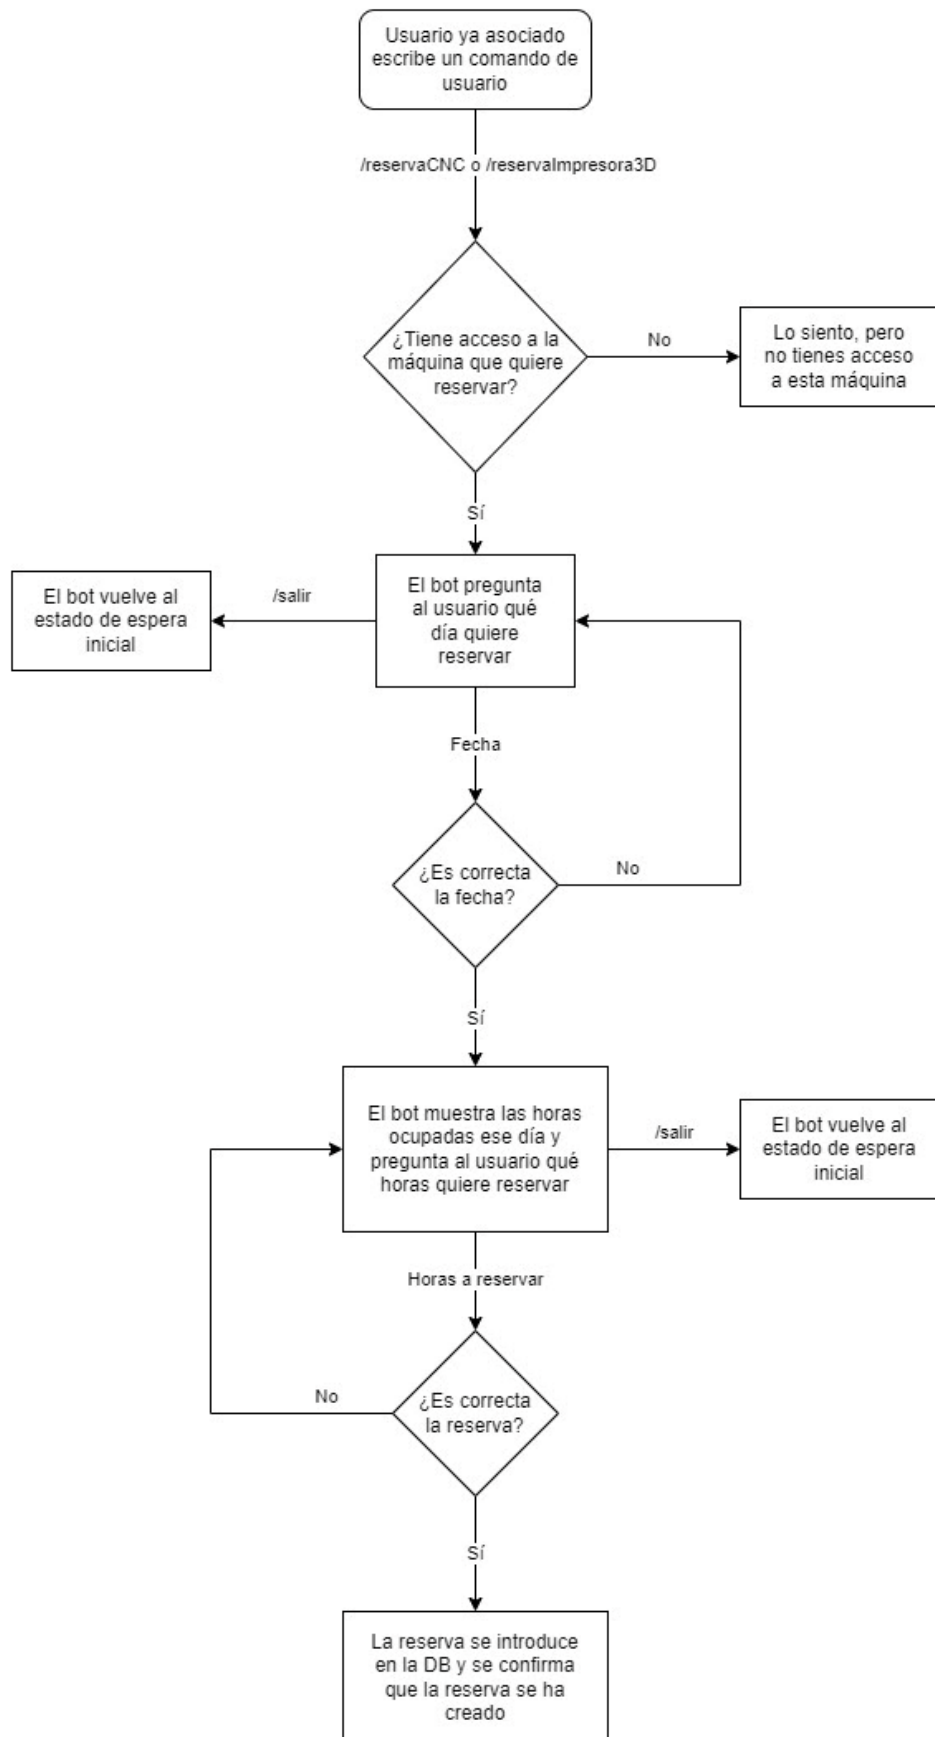 Usuario ya asociado
escribe un comando de
usuario
/reservaCNC o /reservaImpresora3D
¿Tiene acceso a la
máquina que quiere
reservar?
No
Lo siento, pero
no tienes acceso
a esta máquina
Sí
El bot vuelve al
estado de espera
inicial
/salir
El bot pregunta
al usuario qué
día quiere
reservar
Fecha
¿Es correcta
la fecha?
No
Sí
El bot muestra las horas
ocupadas ese día y
pregunta al usuario qué
horas quiere reservar
/salir
El bot vuelve al
estado de espera
inicial
Horas a reservar
No
¿Es correcta
la reserva?
Sí
La reserva se introduce
en la DB y se confirma
que la reserva se ha
creado